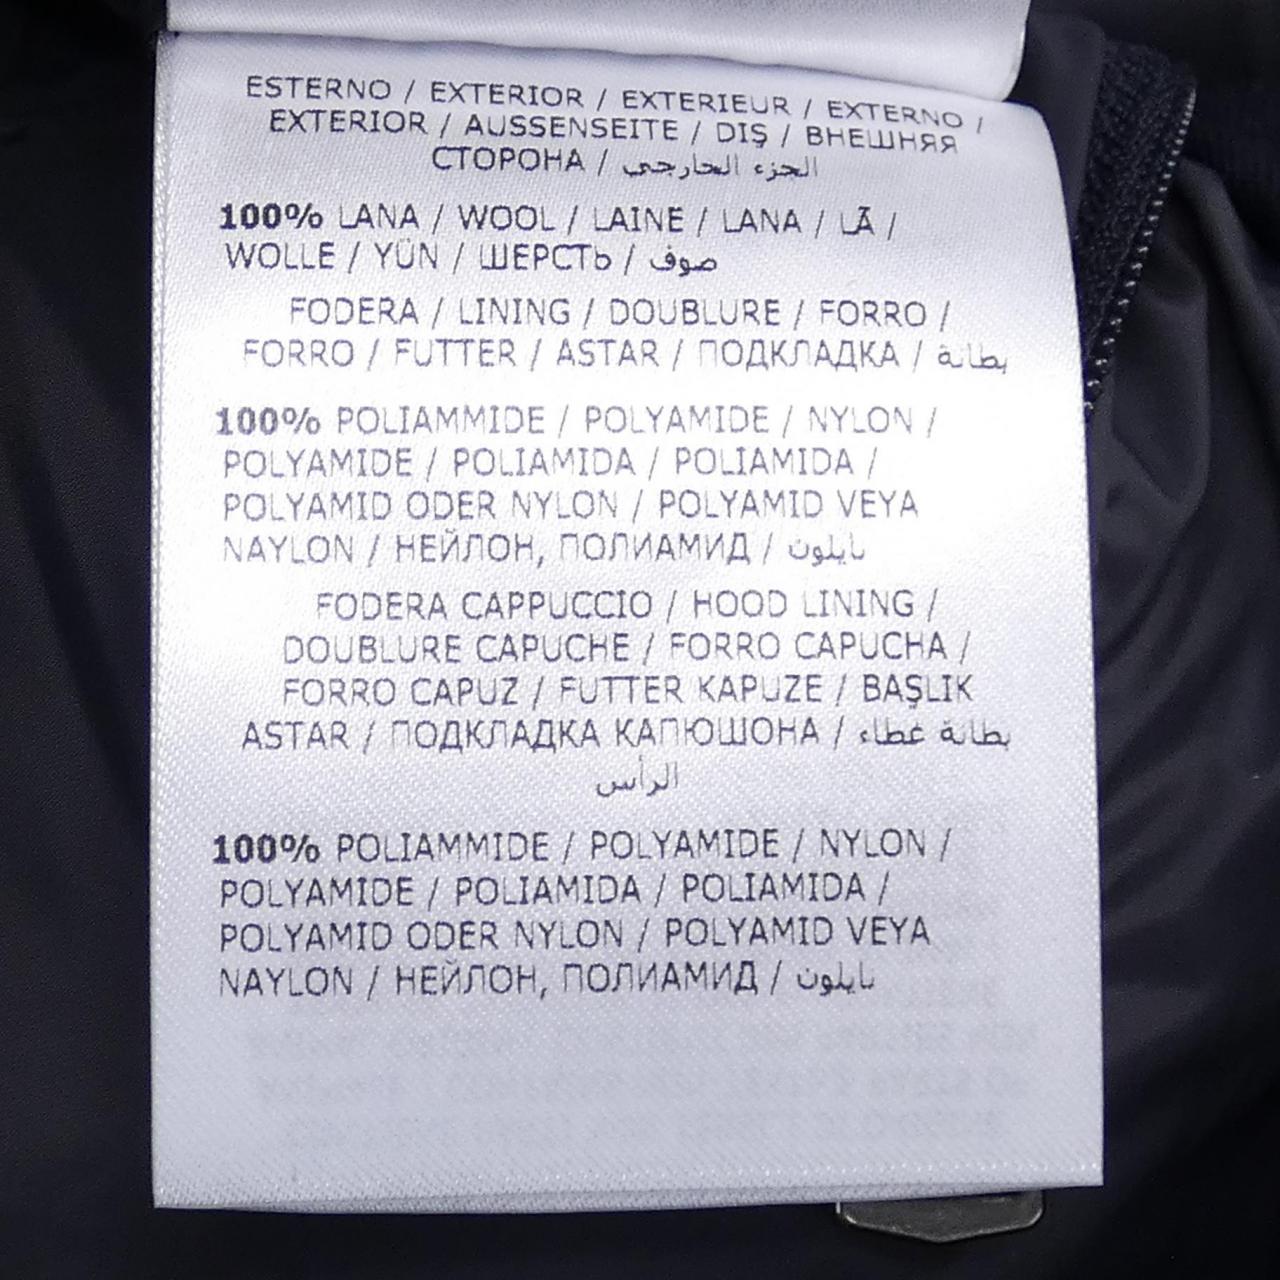 ESTERNO / EXTERIOR / EXTERIEUR / EXTERNO /
EXTERIOR / AUSSENSEITE / DIŞ / ВНЕШНЯЯ
СТОРОНА / الجزء الخارجي
100% LANA / WOOL / LAINE / LANA / LÃ /
WOLLE / YÜN / ШЕРСТЬ / صوف
FODERA / LINING / DOUBLURE / FORRO /
FORRO / FUTTER / ASTAR / ПОДКЛАДКА / بطانة
100% POLIAMMIDE / POLYAMIDE / NYLON /
POLYAMIDE / POLIAMIDA / POLIAMIDA /
POLYAMID ODER NYLON / POLYAMID VEYA
NAYLON / НЕЙЛОН, ПОЛИАМИД / نايلون
FODERA CAPPUCCIO / HOOD LINING /
DOUBLURE CAPUCHE / FORRO CAPUCHA /
FORRO CAPUZ / FUTTER KAPUZE / BAŞLIK
ASTAR / ПОДКЛАДКА КАПЮШОНА / بطانة غطاء
الرأس
100% POLIAMMIDE / POLYAMIDE / NYLON /
POLYAMIDE / POLIAMIDA / POLIAMIDA /
POLYAMID ODER NYLON / POLYAMID VEYA
NAYLON / НЕЙЛОН, ПОЛИАМИД / نايلون